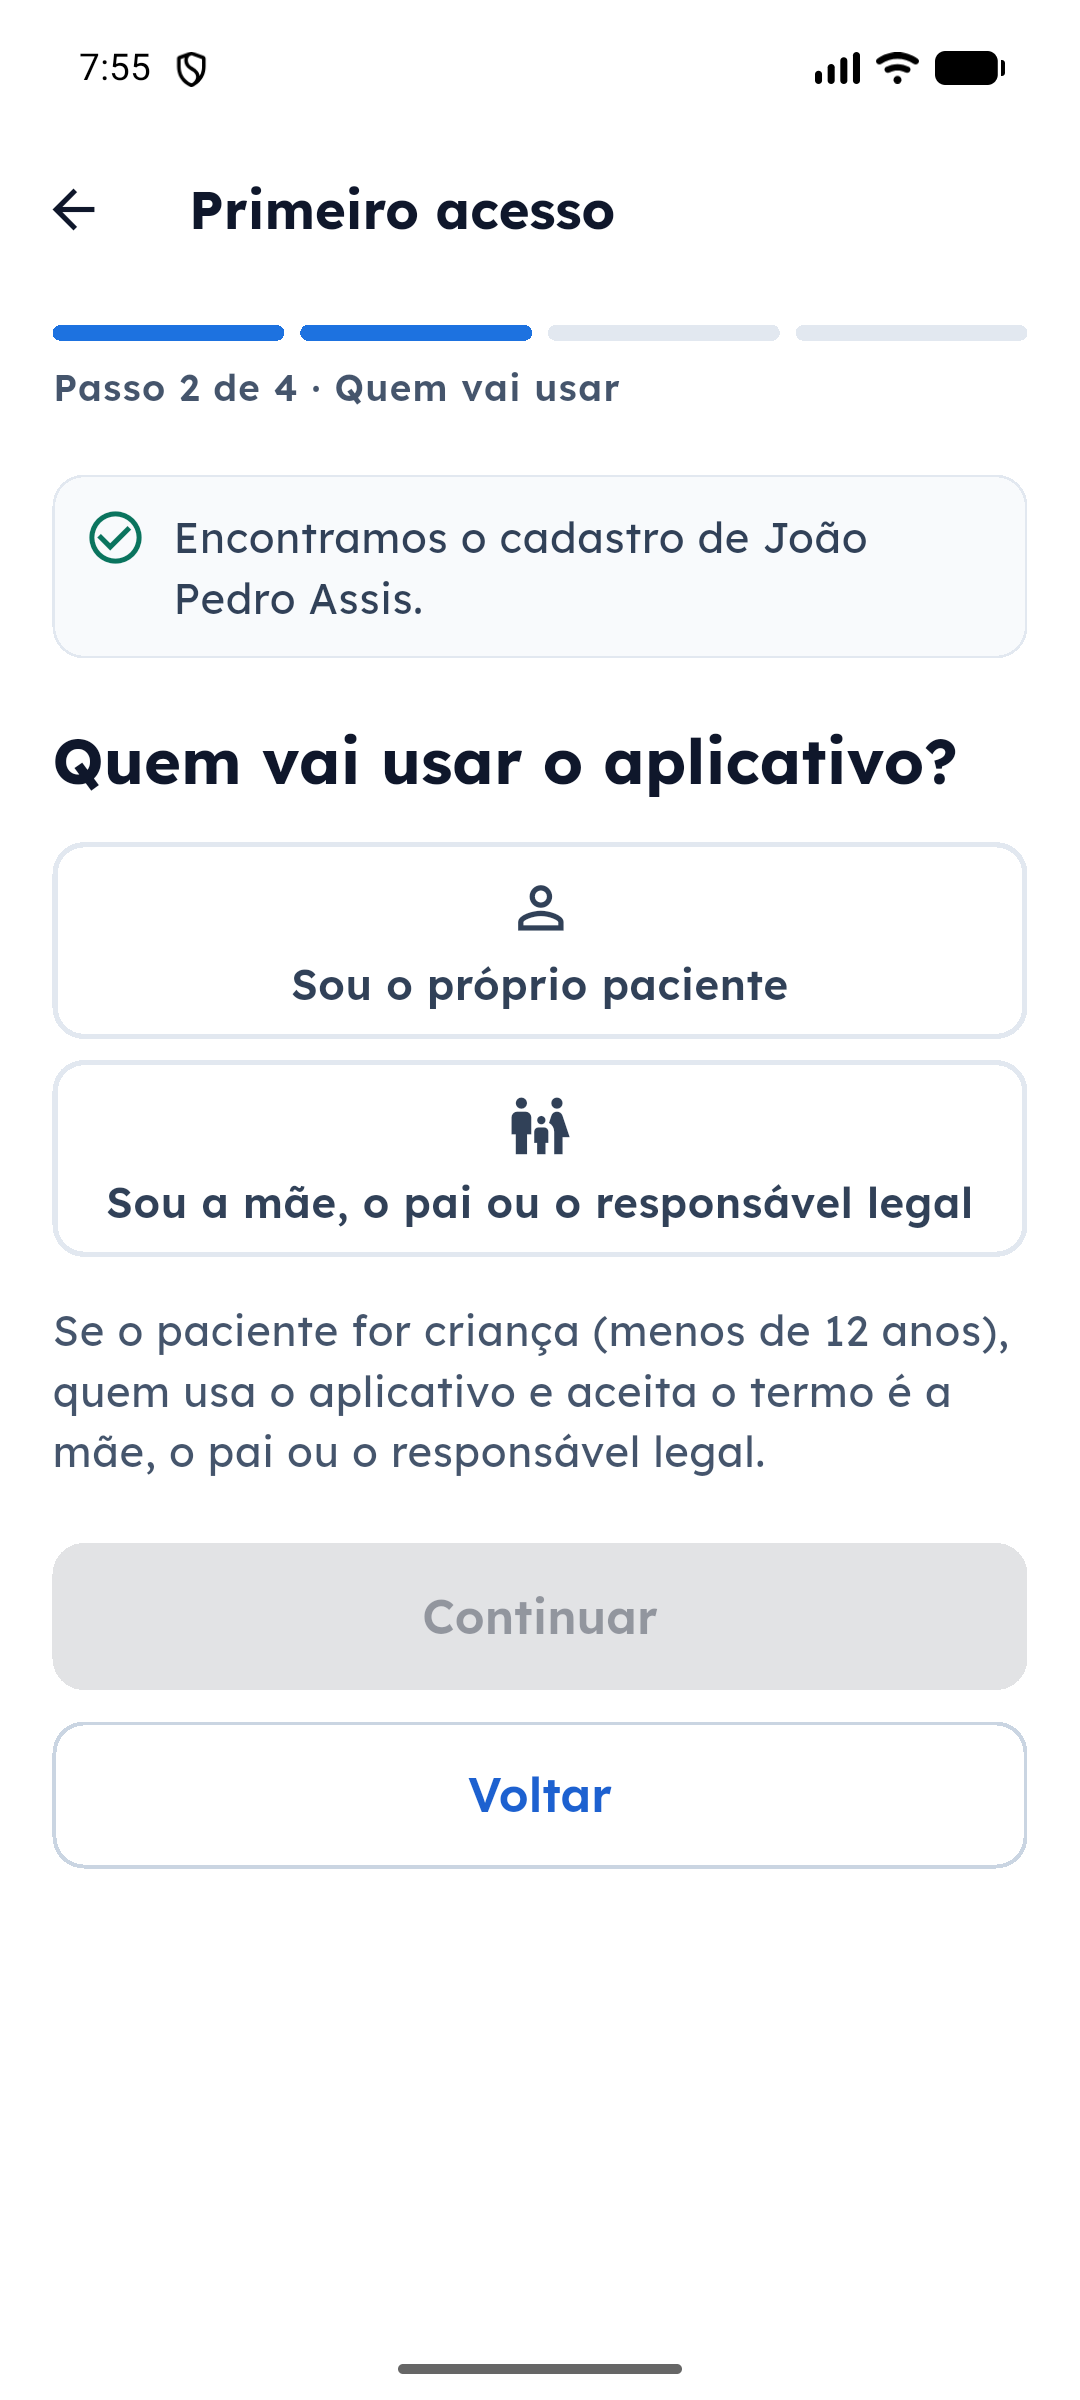 7:55
Primeiro acesso
Passo 2 de 4 · Quem vai usar
Encontramos o cadastro de João
Pedro Assis.
Quem vai usar o aplicativo?
Sou o próprio paciente
Sou a mãe, o pai ou o responsável legal
Se o paciente for criança (menos de 12 anos),
quem usa o aplicativo e aceita o termo é a
mãe, o pai ou o responsável legal.
Continuar
Voltar